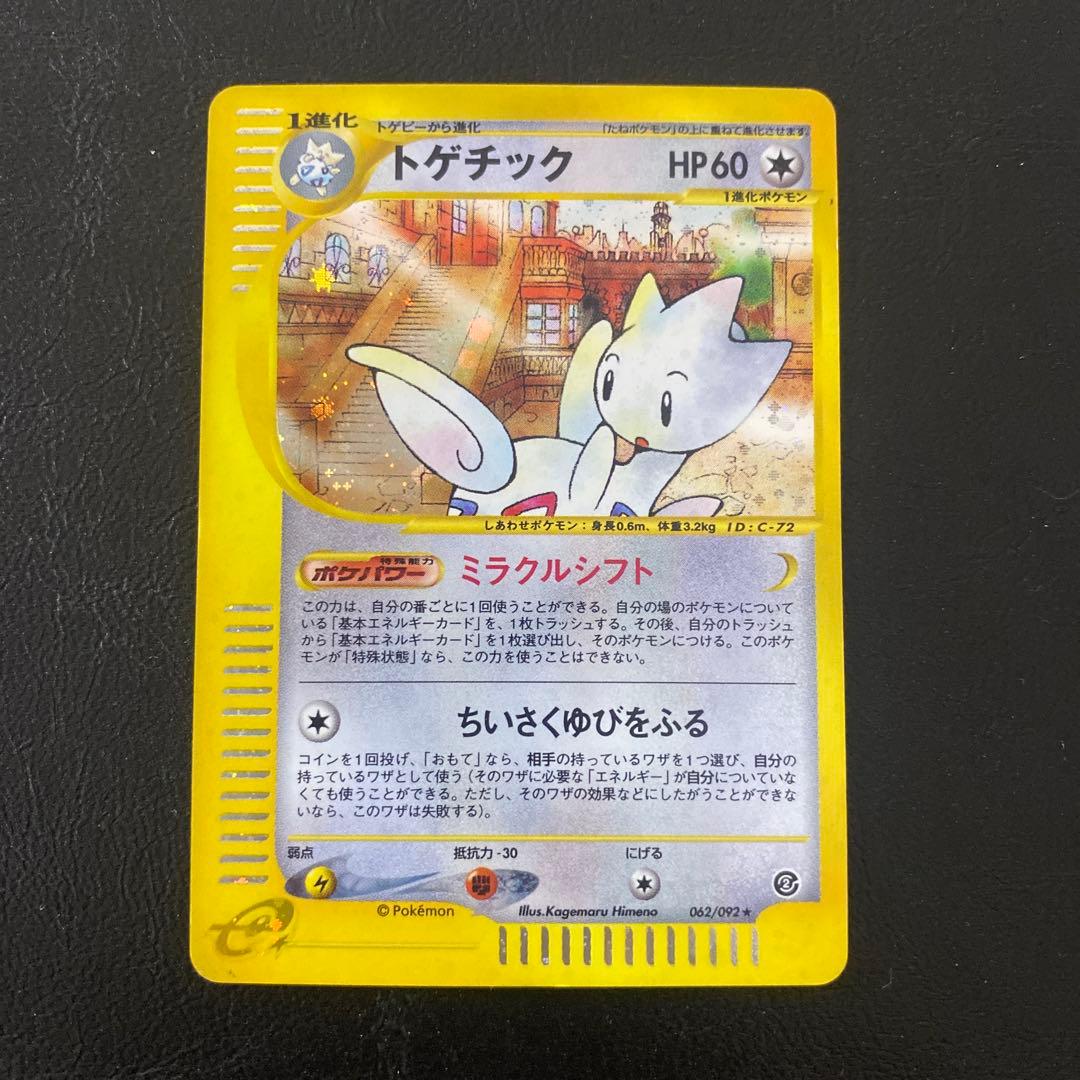 1進化
トゲピーから進化
「たねポケモン」の上に重ねて進化させます。
トゲチック HP60
1進化ポケモン
しあわせポケモン：身長0.6m、体重3.2kg ID:C-72
特殊能力
ポケパワー ミラクルシフト
この力は、自分の番ごとに1回使うことができる。自分の場のポケモンについて
いる「基本エネルギーカード」を、1枚トラッシュする。その後、自分のトラッシュ
から「基本エネルギーカード」を1枚選び出し、そのポケモンにつける。このポケ
モンが「特殊状態」なら、この力を使うことはできない。
ちいさくゆびをふる
コインを1回投げ、「おもて」なら、相手の持っているワザを1つ選び、自分の
持っているワザとして使う（そのワザに必要な「エネルギー」が自分についていな
くても使うことができる。ただし、そのワザの効果などにしたがうことができ
ないなら、このワザは失敗する）。
弱点 抵抗力-30 にげる
2
©Pokémon Illus.Kagemaru Himeno 062/092★
e